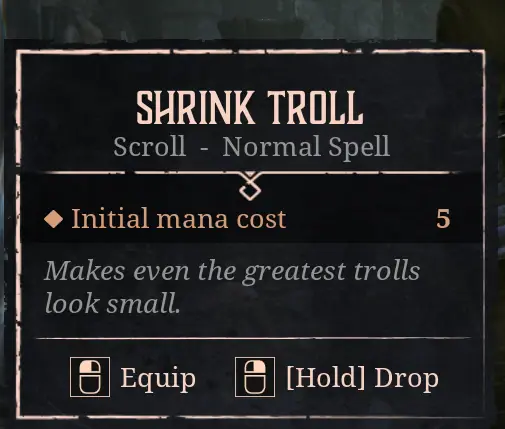 SHRINK TROLL
Scroll - Normal Spell
Initial mana cost 5
Makes even the greatest trolls
look small.
Equip [Hold] Drop